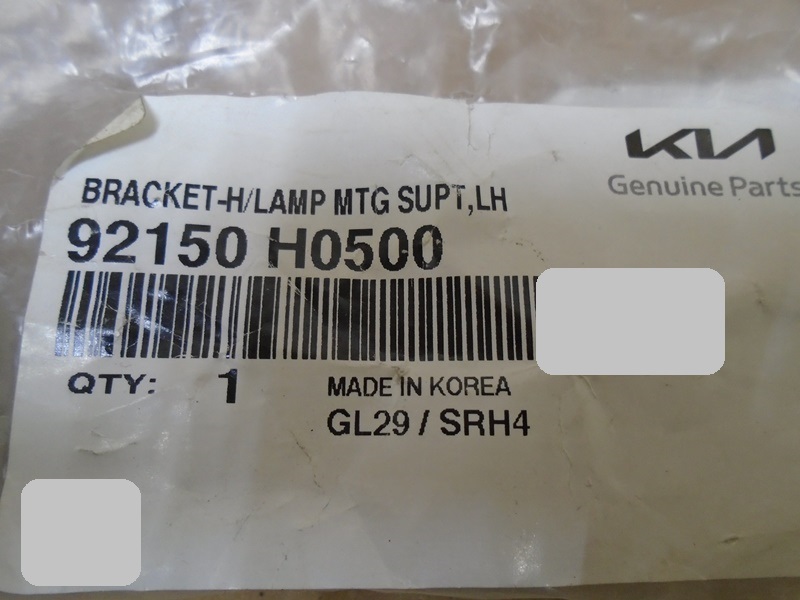 KIA
Genuine Parts
BRACKET-H/LAMP MTG SUPT,LH
92150 H0500
QTY: 1
MADE IN KOREA
GL29 / SRH4